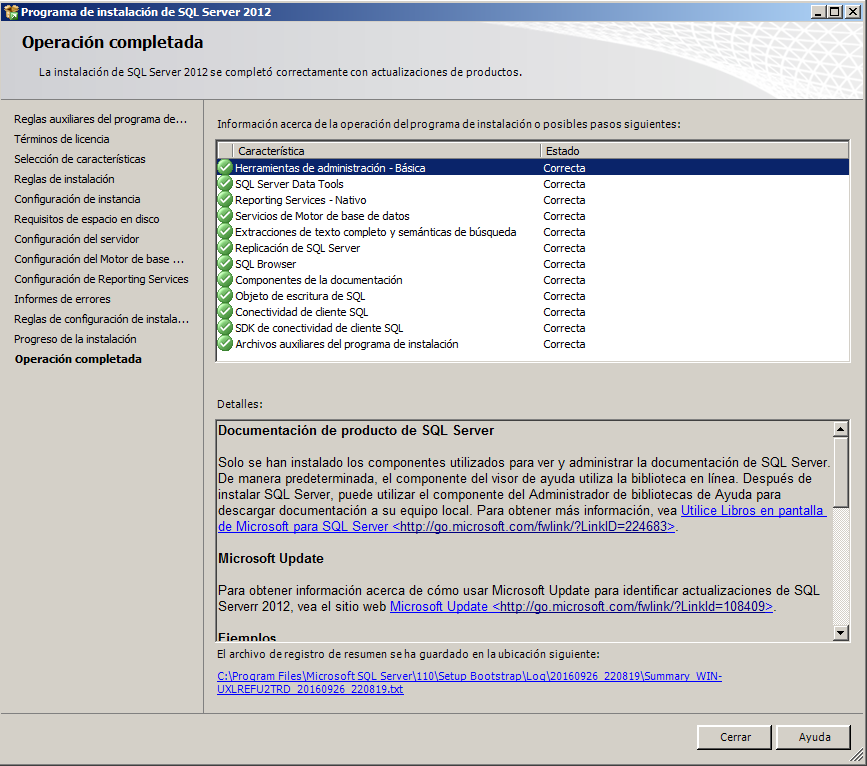 Programa de instalación de SQL Server 2012
Operación completada
La instalación de SQL Server 2012 se completó correctamente con actualizaciones de productos.
Reglas auxiliares del programa de...
Términos de licencia
Selección de características
Reglas de instalación
Configuración de instancia
Requisitos de espacio en disco
Configuración del servidor
Configuración del Motor de base ...
Configuración de Reporting Services
Informes de errores
Reglas de configuración de instala...
Progreso de la instalación
Operación completada
Información acerca de la operación del programa de instalación o posibles pasos siguientes:
Característica Estado
Herramientas de administración - Básica Correcta
SQL Server Data Tools Correcta
Reporting Services - Nativo Correcta
Servicios de Motor de base de datos Correcta
Extracciones de texto completo y semánticas de búsqueda Correcta
Replicación de SQL Server Correcta
SQL Browser Correcta
Componentes de la documentación Correcta
Objeto de escritura de SQL Correcta
Conectividad de cliente SQL Correcta
SDK de conectividad de cliente SQL Correcta
Archivos auxiliares del programa de instalación Correcta
Detalles:
Documentación de producto de SQL Server
Solo se han instalado los componentes utilizados para ver y administrar la documentación de SQL Server.
De manera predeterminada, el componente del visor de ayuda utiliza la biblioteca en línea. Después de
instalar SQL Server, puede utilizar el componente del Administrador de bibliotecas de Ayuda para
descargar documentación a su equipo local. Para obtener más información, vea Utilice Libros en pantalla
de Microsoft para SQL Server <http://go.microsoft.com/fwlink/?LinkID=224683>.
Microsoft Update
Para obtener información acerca de cómo usar Microsoft Update para identificar actualizaciones de SQL
Serverr 2012, vea el sitio web Microsoft Update <http://go.microsoft.com/fwlink/?LinkId=108409>.
Ejemplos
El archivo de registro de resumen se ha guardado en la ubicación siguiente:
C:\Program Files\Microsoft SQL Server\110\Setup Bootstrap\Log\20160926_220819\Summary_WIN-
UXLREFU2TRD_20160926_220819.txt
Cerrar
Ayuda